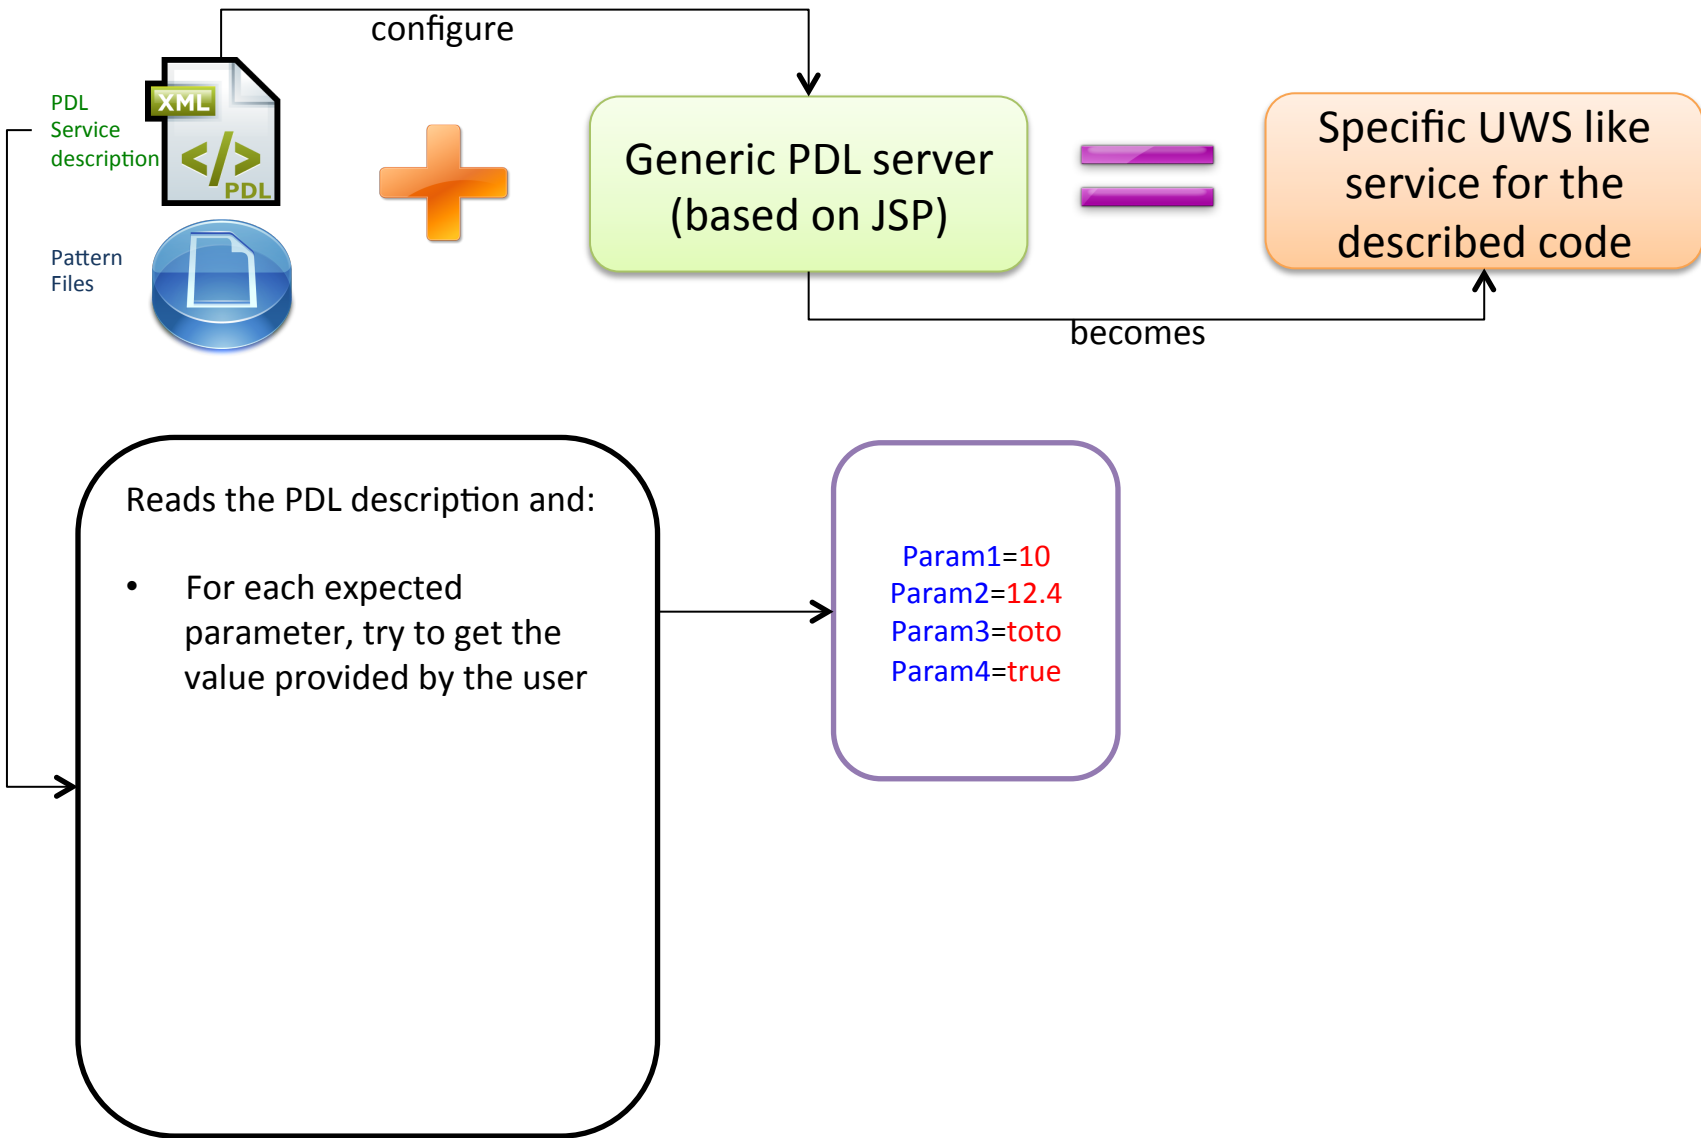 configure
PDL
Service
description
XML
</>
PDL
Pattern
Files
Generic PDL server
(based on JSP)
Specific UWS like
service for the
described code
becomes
Reads the PDL description and:
• For each expected
parameter, try to get the
value provided by the user
Param1=10
Param2=12.4
Param3=toto
Param4=true